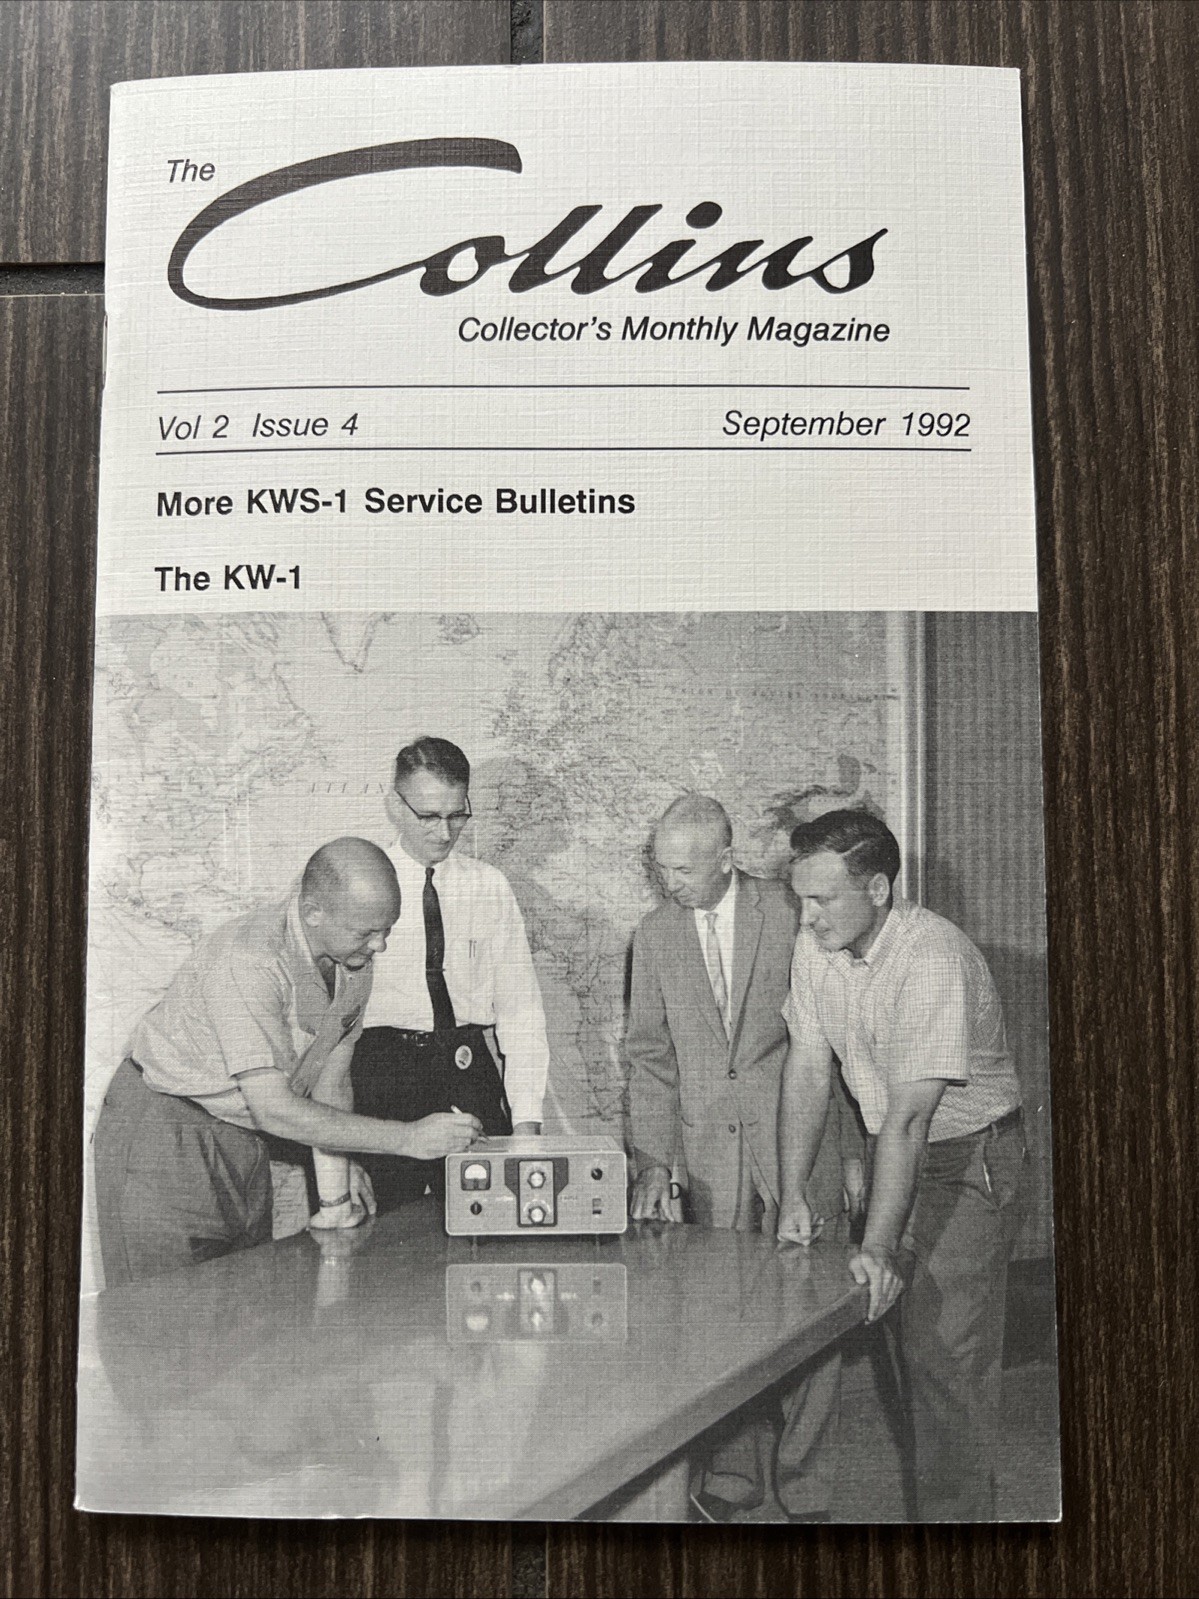 The
Collins
Collector's Monthly Magazine
Vol 2 Issue 4
September 1992
More KWS-1 Service Bulletins
The KW-1